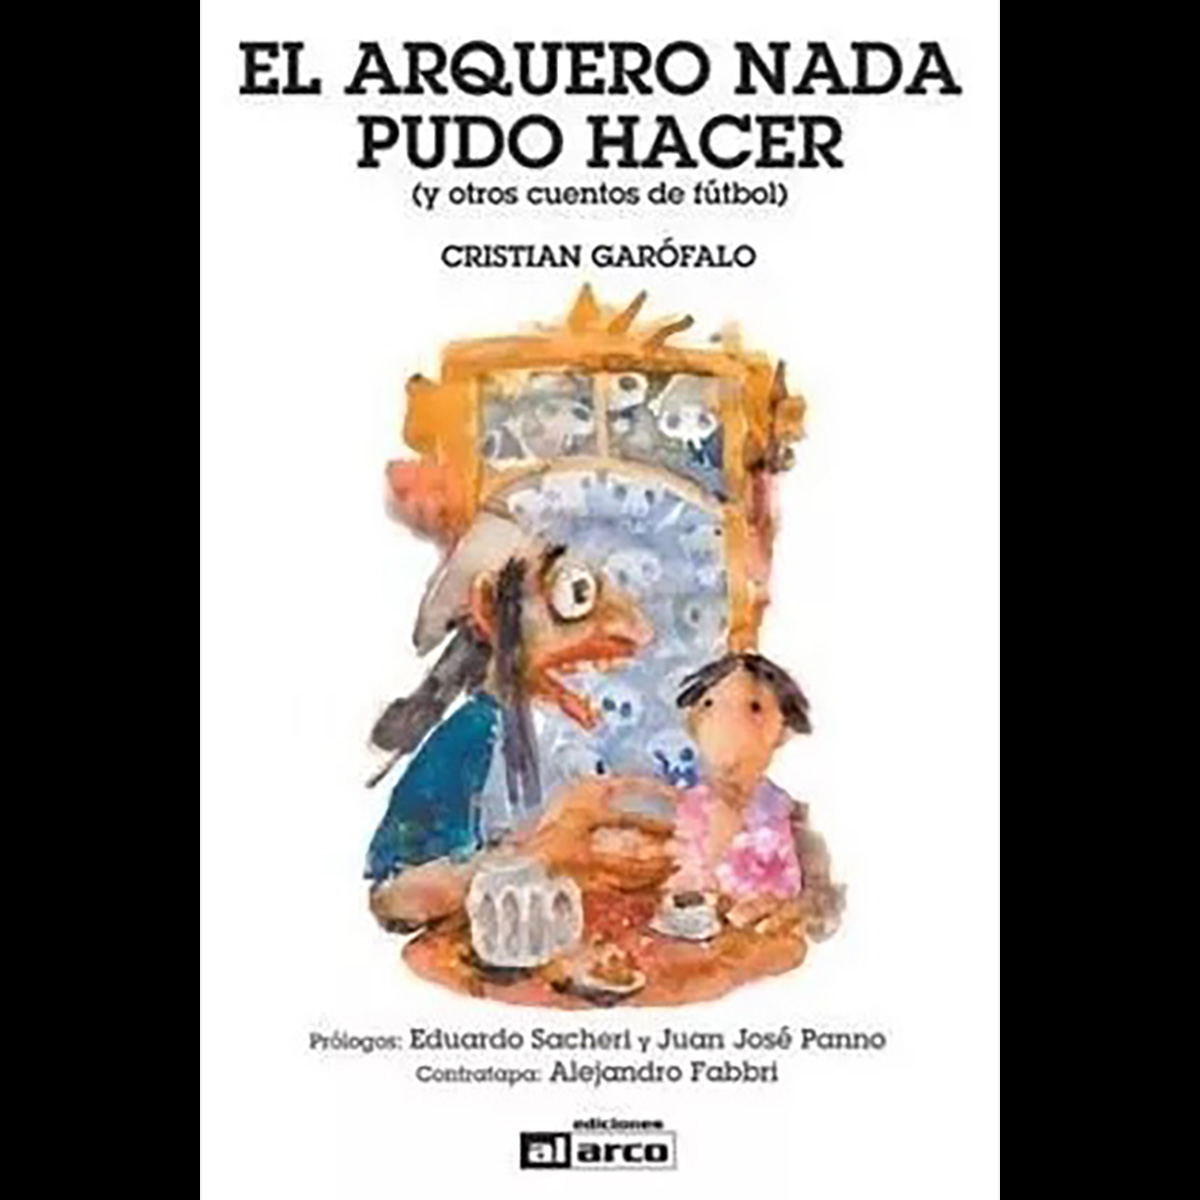 EL ARQUERO NADA
PUDO HACER
(y otros cuentos de fútbol)
CRISTIAN GARÓFALO
Prólogos: Eduardo Sacheri y Juan José Panno
Contratapa: Alejandro Fabbri
ediciones
al arco